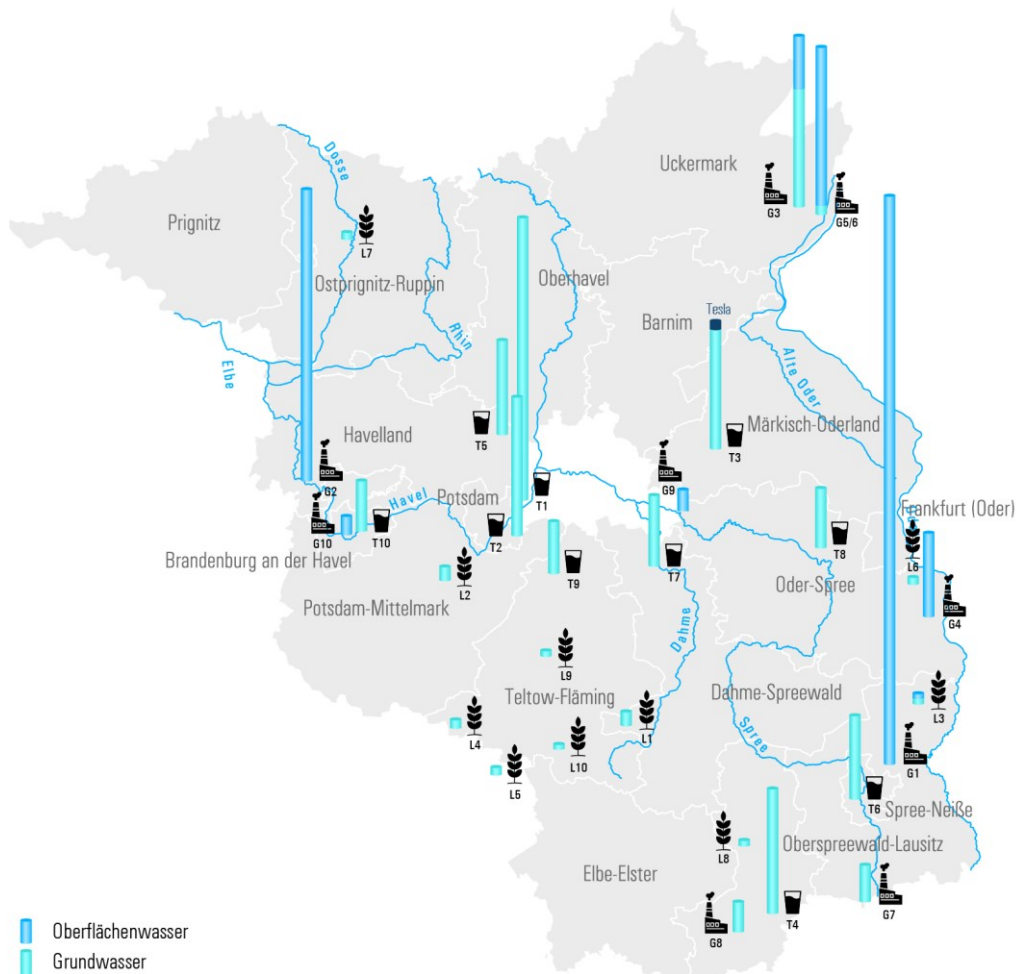 Dosse
Uckermark
G3
G5/6
Prignitz
L7
Ostprignitz-Ruppin
Oberhavel
Tesla
Barnim
Rhin
Elbe
Alte Oder
T5
Havelland
T3
Märkisch-Oderland
G2
G9
Potsdam
T1
Havel
Frankfurt (Oder)
G10
T10
T2
T7
T8
L6
Brandenburg an der Havel
T9
Oder-Spree
L2
Potsdam-Mittelmark
G4
Dahme
L9
Teltow-Fläming
Dahme-Spreewald
L3
L4
L1
Spree
L10
G1
L5
T6
Spree-Neiße
L8
Oberspreewald-Lausitz
Elbe-Elster
G8
T4
G7
Oberflächenwasser
Grundwasser